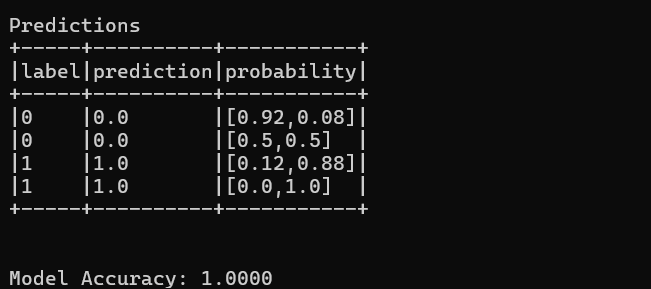 Predictions
+-----+----------+-----------+
|label|prediction|probability|
+-----+----------+-----------+
|0    |0.0       |[0.92,0.08]|
|0    |0.0       |[0.5,0.5]  |
|1    |1.0       |[0.12,0.88]|
|1    |1.0       |[0.0,1.0]  |
+-----+----------+-----------+
Model Accuracy: 1.0000